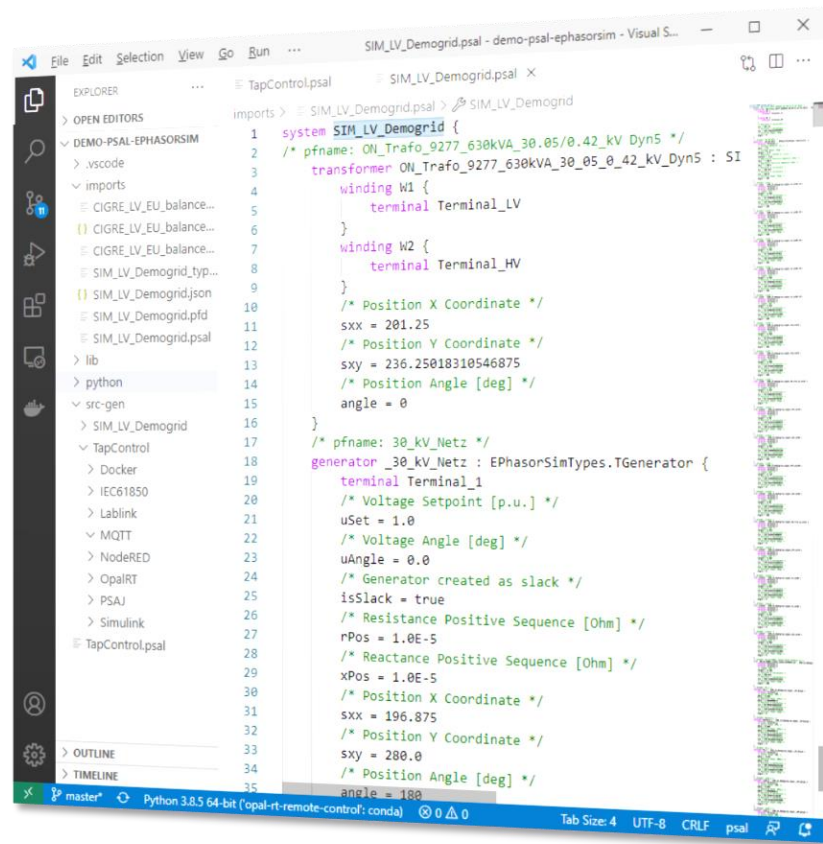 File Edit Selection View Go Run ... SIM_LV_Demogrid.psal - demo-psal-ephasorsim - Visual S...
EXPLORER ...
OPEN EDITORS
DEMO-PSAL-EPHASORSIM
.vscode
imports
CIGRE_LV_EU_balance...
{} CIGRE_LV_EU_balance...
CIGRE_LV_EU_balance...
SIM_LV_Demogrid_typ...
{} SIM_LV_Demogrid.json
SIM_LV_Demogrid.pfd
SIM_LV_Demogrid.psal
lib
python
src-gen
SIM_LV_Demogrid
TapControl
Docker
IEC61850
Lablink
MQTT
NodeRED
OpalRT
PSAJ
Simulink
TapControl.psal
OUTLINE
TIMELINE
TapControl.psal SIM_LV_Demogrid.psal
imports > SIM_LV_Demogrid.psal > SIM_LV_Demogrid
1 system SIM_LV_Demogrid {
2 /* pfname: ON_Trafo_9277_630kVA_30.05/0.42_kV Dyn5 */
3 transformer ON_Trafo_9277_630kVA_30_05_0_42_kV_Dyn5 : SI
4 winding W1 {
5 terminal Terminal_LV
6 }
7 winding W2 {
8 terminal Terminal_HV
9 }
10 /* Position X Coordinate */
11 sxx = 201.25
12 /* Position Y Coordinate */
13 sxy = 236.25018310546875
14 /* Position Angle [deg] */
15 angle = 0
16 }
17 /* pfname: 30_kV_Netz */
18 generator _30_kV_Netz : EPhasorSimTypes.TGenerator {
19 terminal Terminal_1
20 /* Voltage Setpoint [p.u.] */
21 uSet = 1.0
22 /* Voltage Angle [deg] */
23 uAngle = 0.0
24 /* Generator created as slack */
25 isSlack = true
26 /* Resistance Positive Sequence [Ohm] */
27 rPos = 1.0E-5
28 /* Reactance Positive Sequence [Ohm] */
29 xPos = 1.0E-5
30 /* Position X Coordinate */
31 sxx = 196.875
32 /* Position Y Coordinate */
33 sxy = 280.0
34 /* Position Angle [deg] */
35 angle = 180
11
master* Python 3.8.5 64-bit ('opal-rt-remote-control': conda) 0 0 Tab Size: 4 UTF-8 CRLF psal